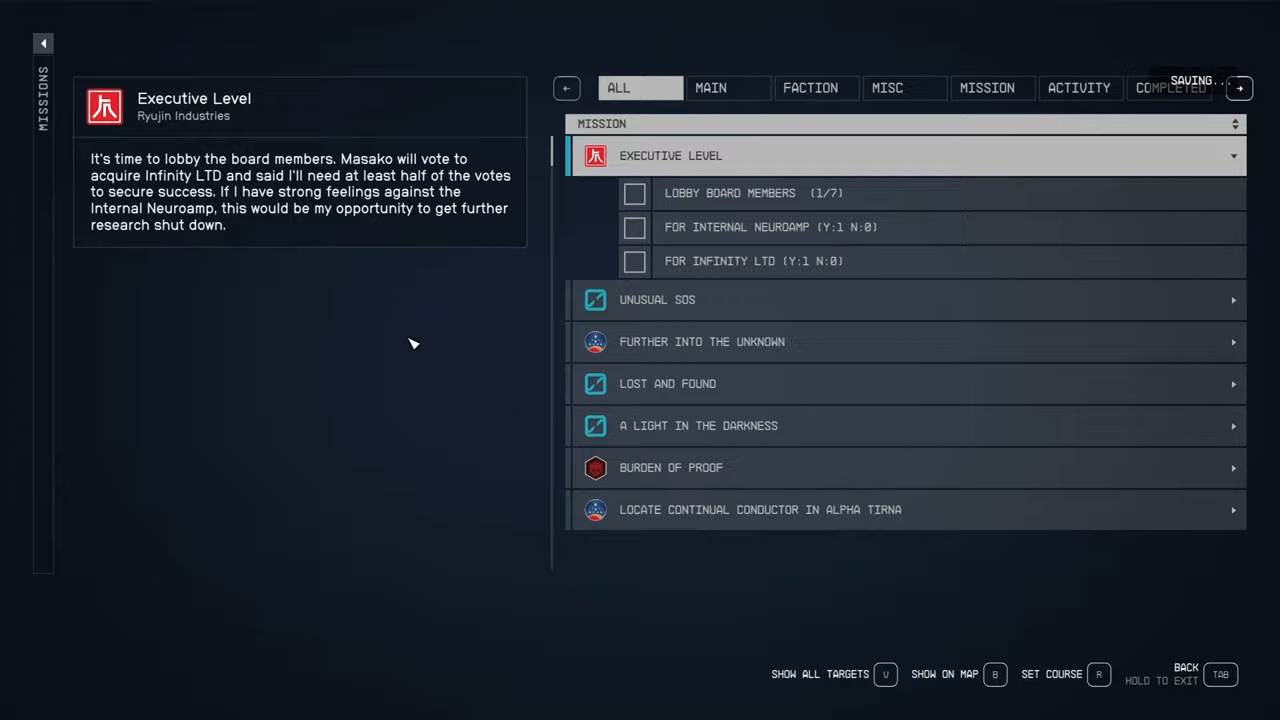 MISSIONS
Executive Level
Ryujin Industries
It's time to lobby the board members. Masako will vote to
acquire Infinity LTD and said I'll need at least half of the votes
to secure success. If I have strong feelings against the
Internal Neuroamp, this would be my opportunity to get further
research shut down.
ALL MAIN FACTION MISC MISSION ACTIVITY COMPLETED
SAVING...
MISSION
EXECUTIVE LEVEL
LOBBY BOARD MEMBERS (1/7)
FOR INTERNAL NEUROAMP (Y:1 N:0)
FOR INFINITY LTD (Y:1 N:0)
UNUSUAL SOS
FURTHER INTO THE UNKNOWN
LOST AND FOUND
A LIGHT IN THE DARKNESS
BURDEN OF PROOF
LOCATE CONTINUAL CONDUCTOR IN ALPHA TIRNA
SHOW ALL TARGETS V SHOW ON MAP B SET COURSE R BACK TAB
HOLD TO EXIT